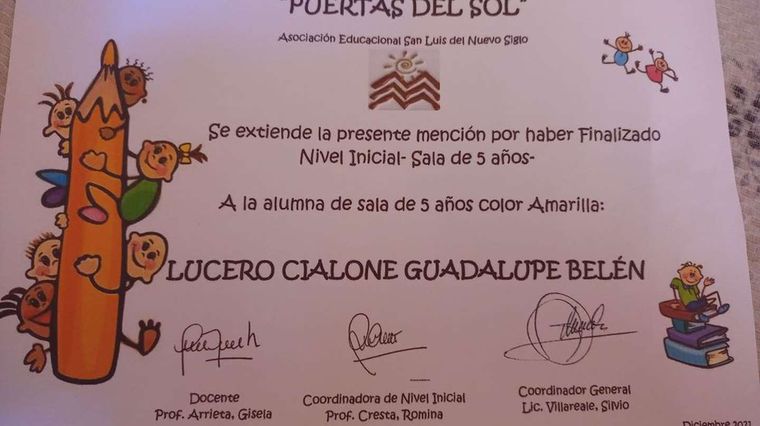 "PUERTAS DEL SOL"
Asociación Educacional San Luis del Nuevo Siglo
Se extiende la presente mención por haber Finalizado
Nivel Inicial- Sala de 5 años-
A la alumna de sala de 5 años color Amarilla:
LUCERO CIALONE GUADALUPE BELÉN
Docente
Prof. Arrieta, Gisela
Coordinadora de Nivel Inicial
Prof. Cresta, Romina
Coordinador General
Lic. Villareale, Silvio
Diciembre 2021